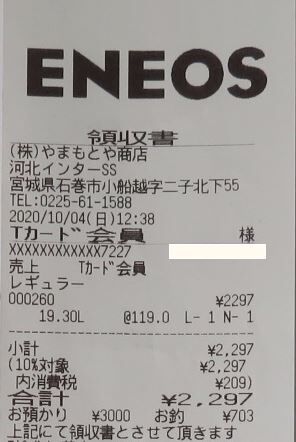 ENEOS
領収書
(株)やまもとや商店
河北インターSS
宮城県石巻市小船越字二子北下55
TEL:0225-61-1588
2020/10/04(日)12:38
Tカード会員 様
XXXXXXXXXXXX7227
売上 Tカード会員
レギュラー
000260 ¥2297
19.30L @119.0 L- 1 N- 1
小計 ¥2,297
(10%対象 ¥2,297
内消費税 ¥209)
合計 ¥2,297
お預かり ¥3000 お釣 ¥703
上記にて領収書とさせて頂きます